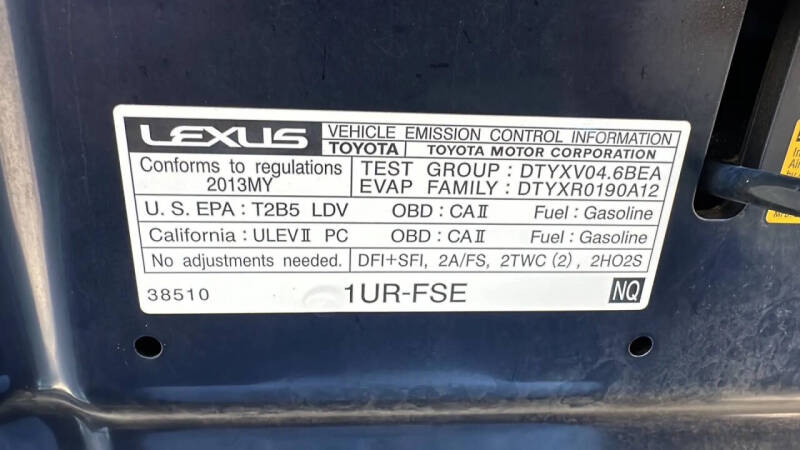 LEXUS VEHICLE EMISSION CONTROL INFORMATION
TOYOTA TOYOTA MOTOR CORPORATION
Conforms to regulations
2013MY
TEST GROUP : DTYXV04.6BEA
EVAP FAMILY : DTYXR0190A12
U. S. EPA : T2B5 LDV OBD : CAⅡ Fuel : Gasoline
California : ULEVⅡ PC OBD : CAⅡ Fuel : Gasoline
No adjustments needed. DFI+SFI, 2A/FS, 2TWC (2), 2HO2S
38510 1UR-FSE NQ